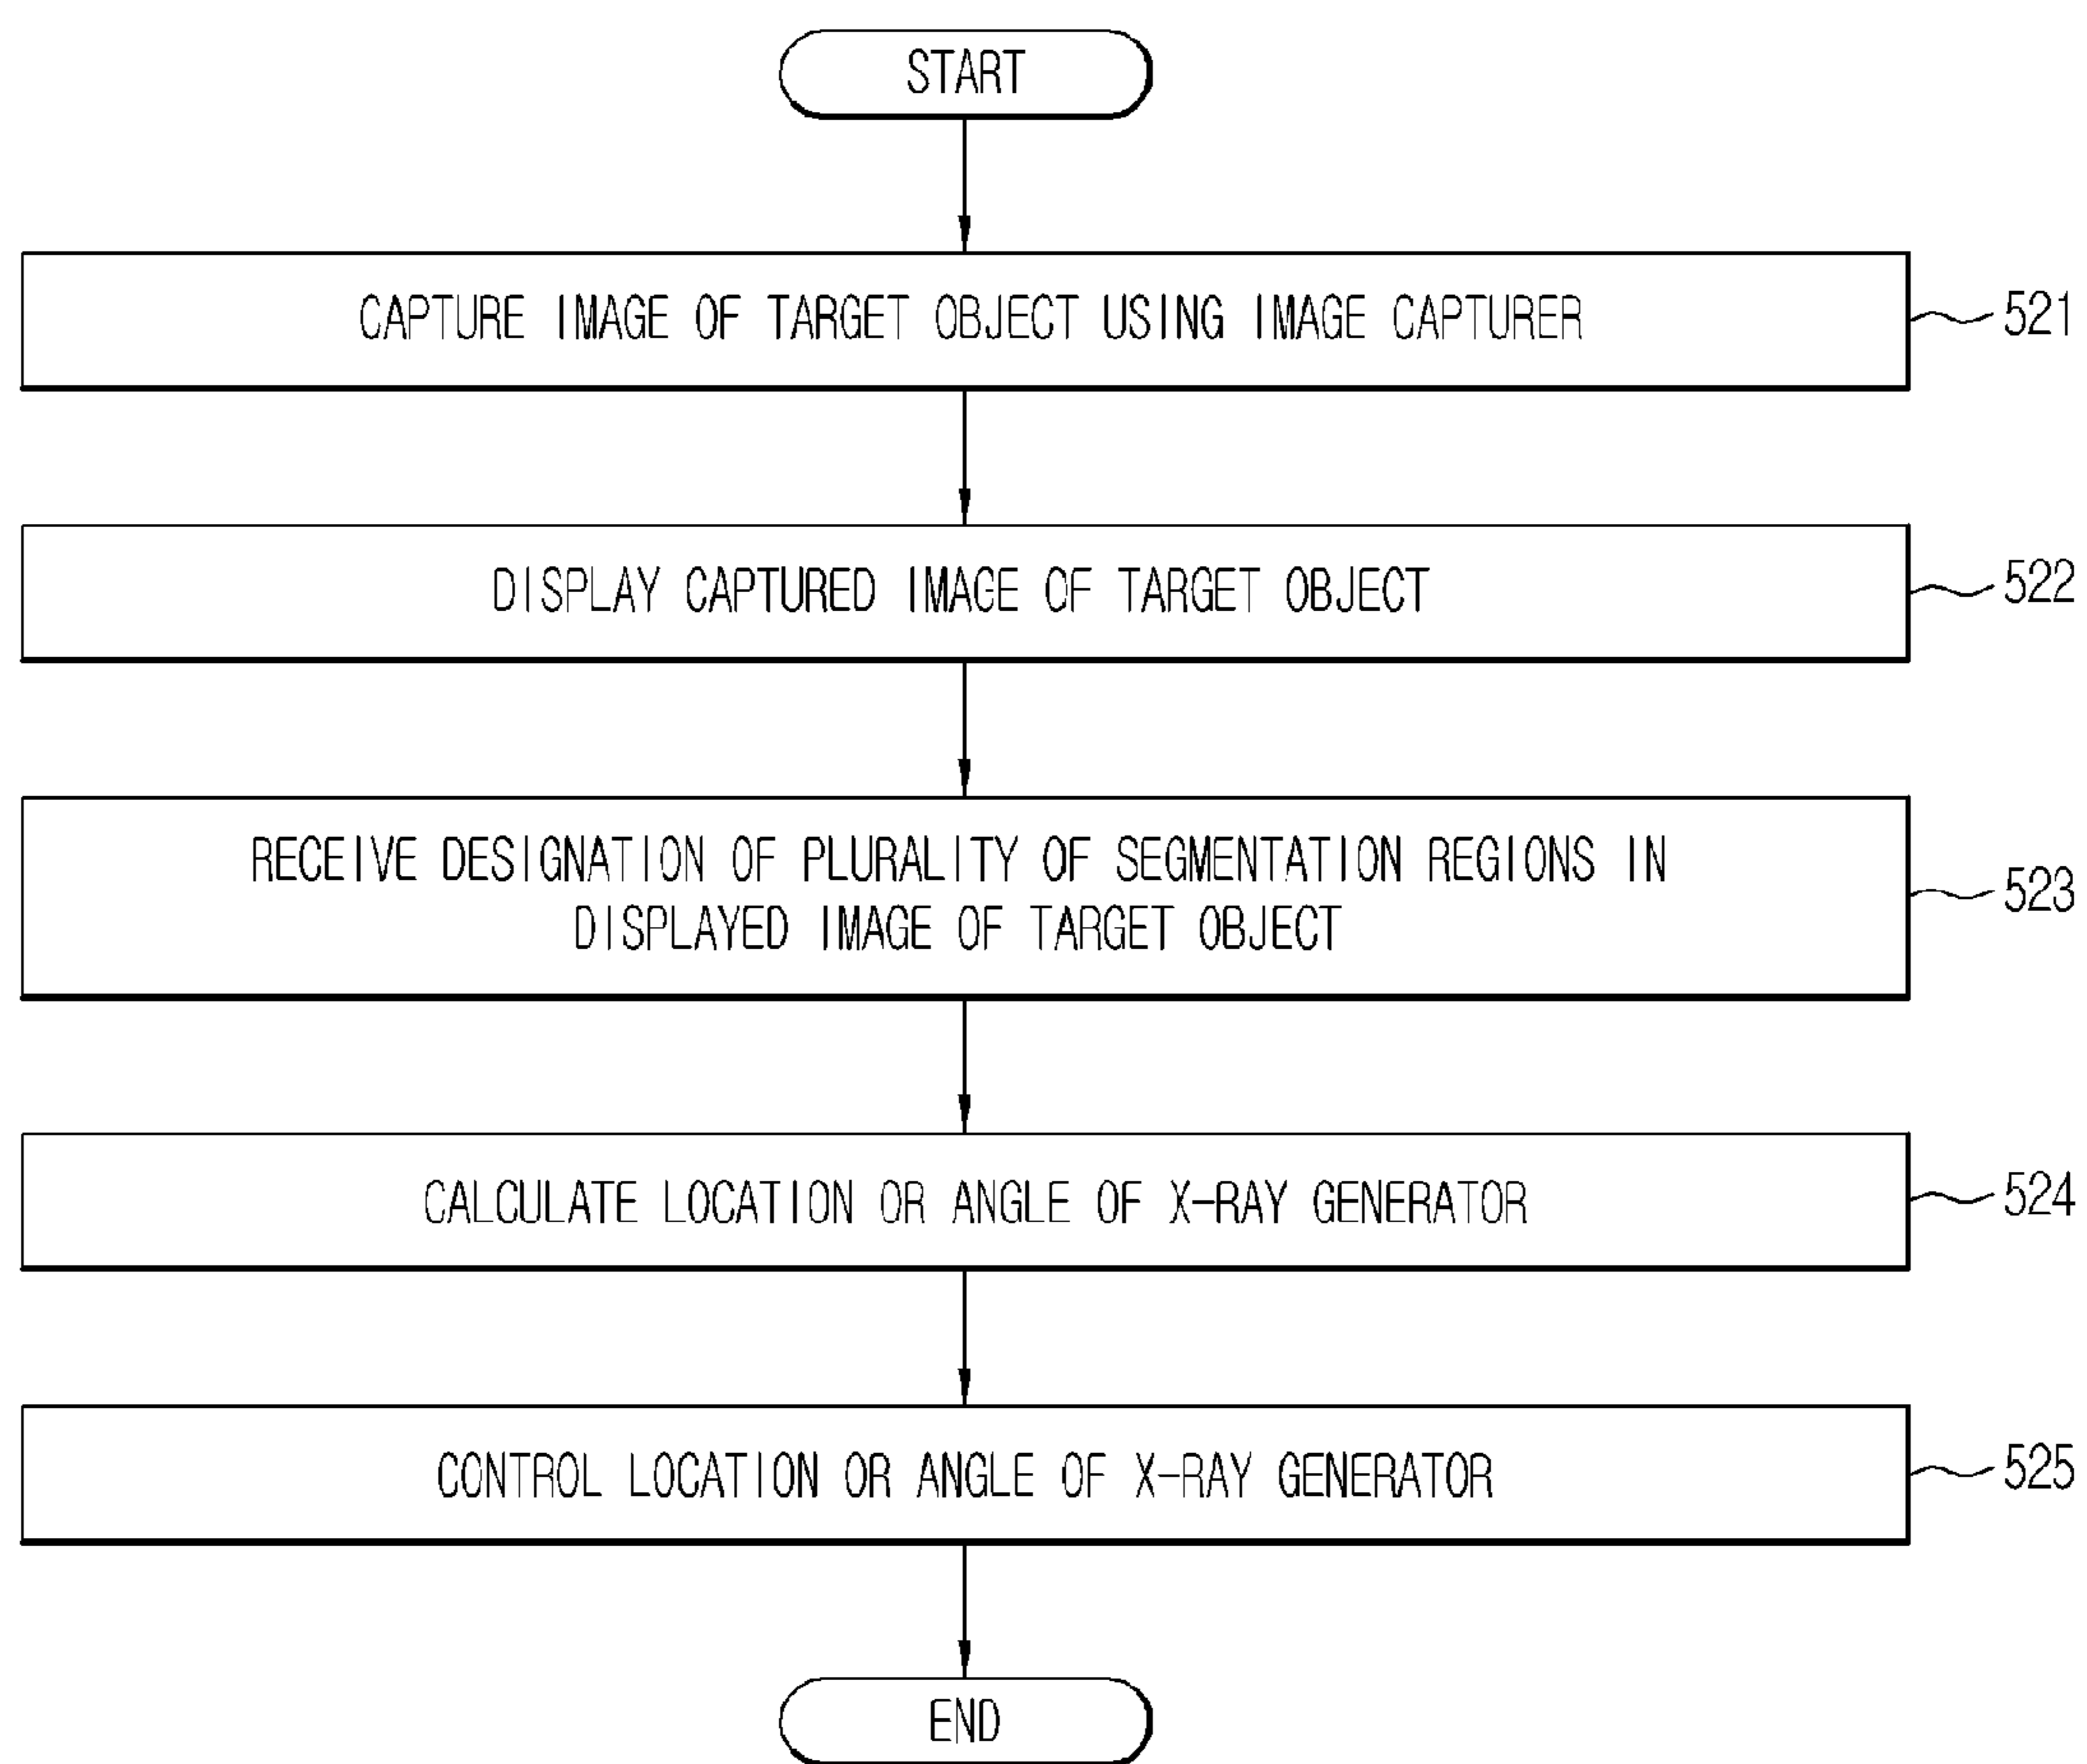 START
CAPTURE IMAGE OF TARGET OBJECT USING IMAGE CAPTURER
521
DISPLAY CAPTURED IMAGE OF TARGET OBJECT
522
RECEIVE DESIGNATION OF PLURALITY OF SEGMENTATION REGIONS IN
DISPLAYED IMAGE OF TARGET OBJECT
523
CALCULATE LOCATION OR ANGLE OF X-RAY GENERATOR
524
CONTROL LOCATION OR ANGLE OF X-RAY GENERATOR
525
END